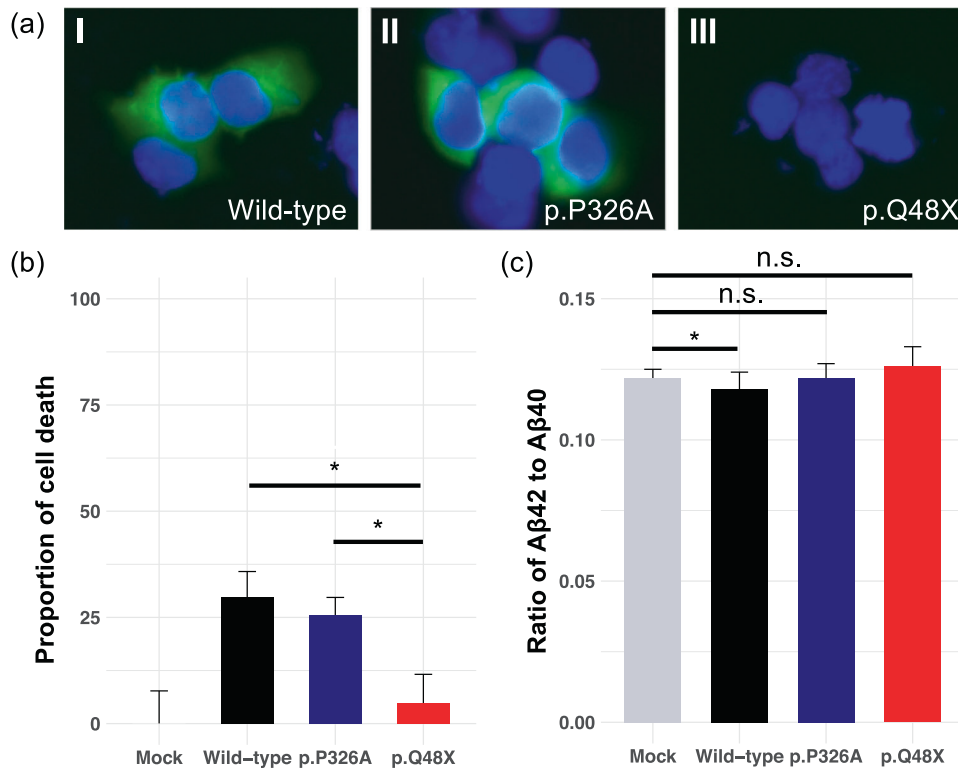 (a)
I
II
III
Wild-type
p.P326A
p.Q48X
(b)
Proportion of cell death
100
75
50
25
0
*
*
Mock
Wild–type
p.P326A
p.Q48X
(c)
Ratio of Aβ42 to Aβ40
0.15
0.10
0.05
0.00
n.s.
n.s.
*
Mock
Wild–type
p.P326A
p.Q48X